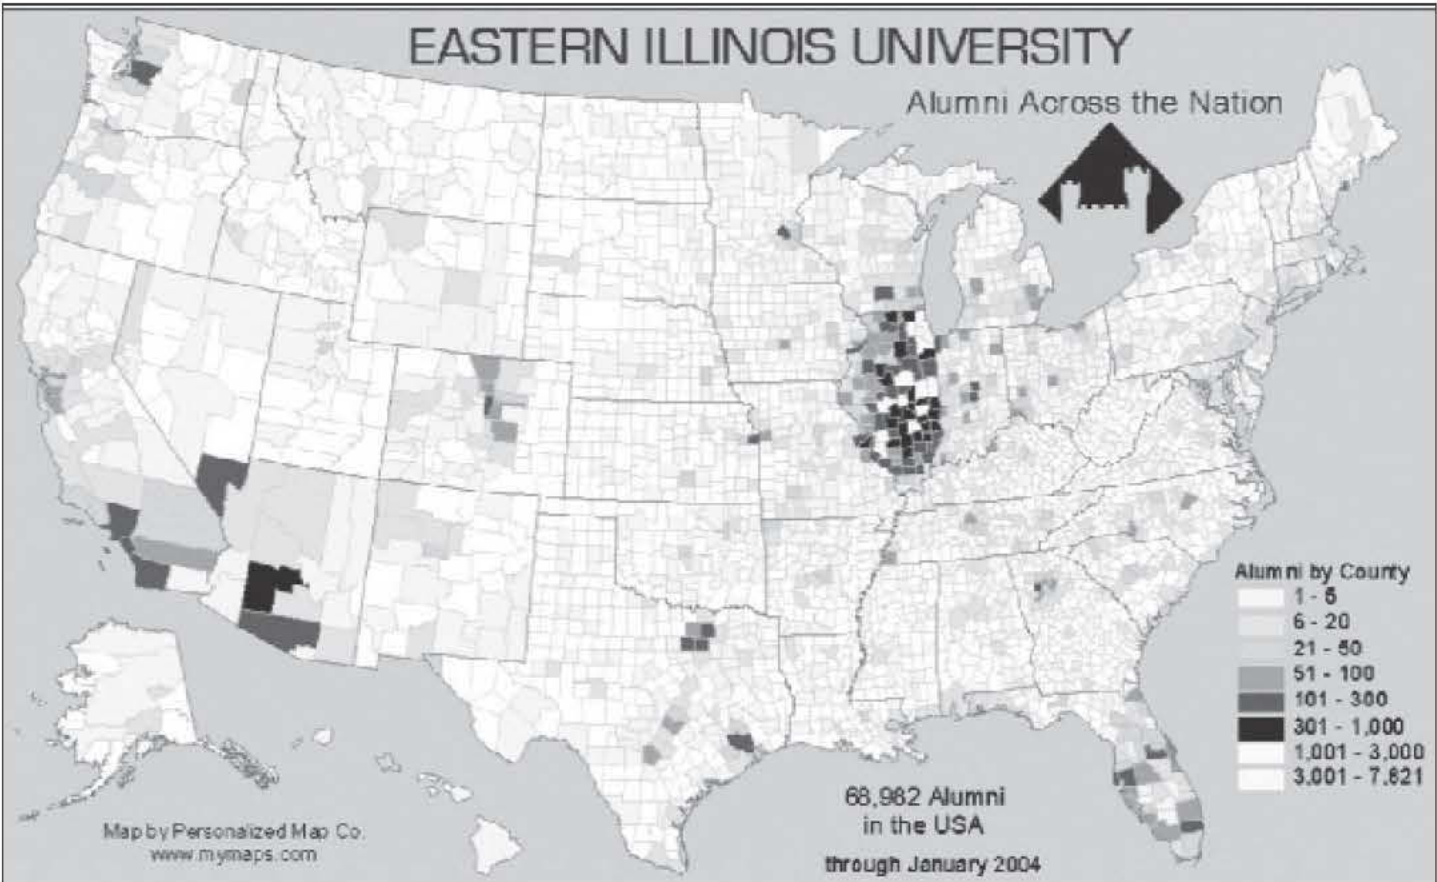 EASTERN ILLINOIS UNIVERSITY
Alumni Across the Nation
Alumni by County
1 - 5
6 - 20
21 - 50
51 - 100
101 - 300
301 - 1,000
1,001 - 3,000
3,001 - 7,821
68,982 Alumni
in the USA
through January 2004
Map by Personalized Map Co.
www.mymaps.com